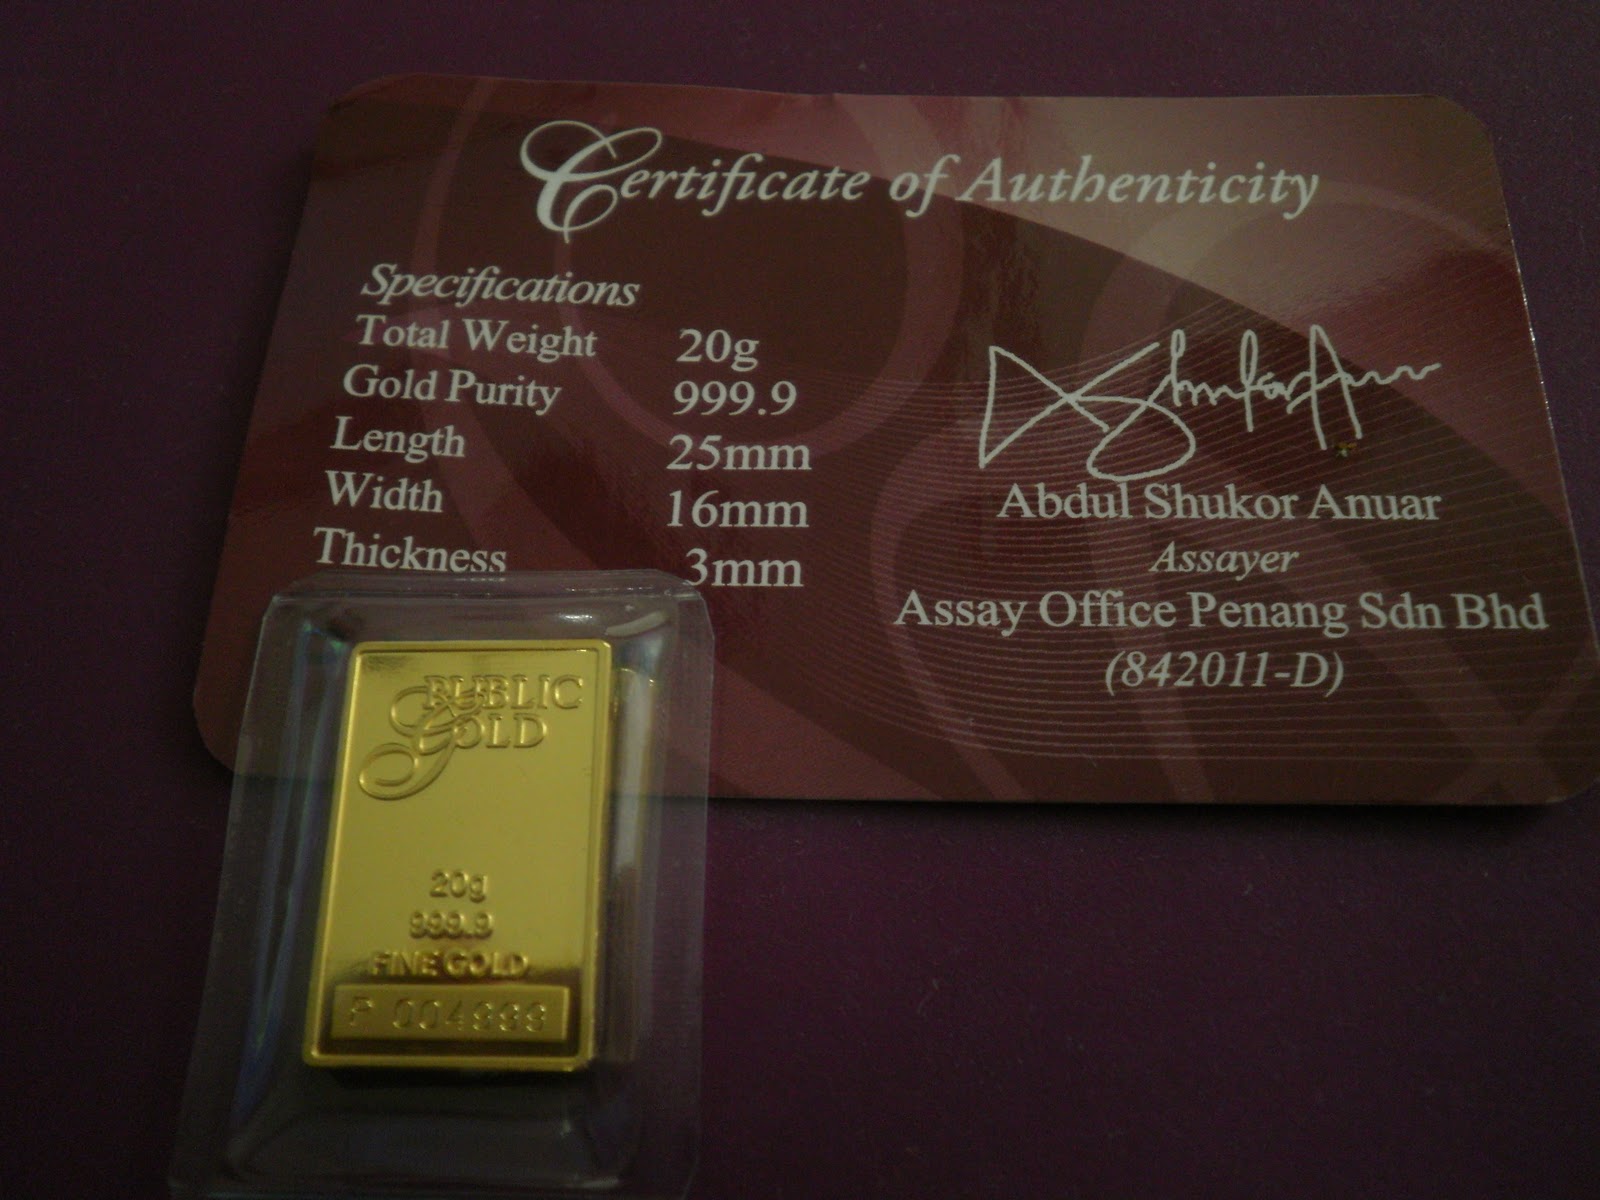 Certificate of Authenticity
Specifications
Total Weight 20g
Gold Purity 999.9
Length 25mm
Width 16mm
Thickness 3mm
Abdul Shukor Anuar
Assayer
Assay Office Penang Sdn Bhd
(842011-D)
PUBLIC
GOLD
20g
999.9
FINE GOLD
P 004999